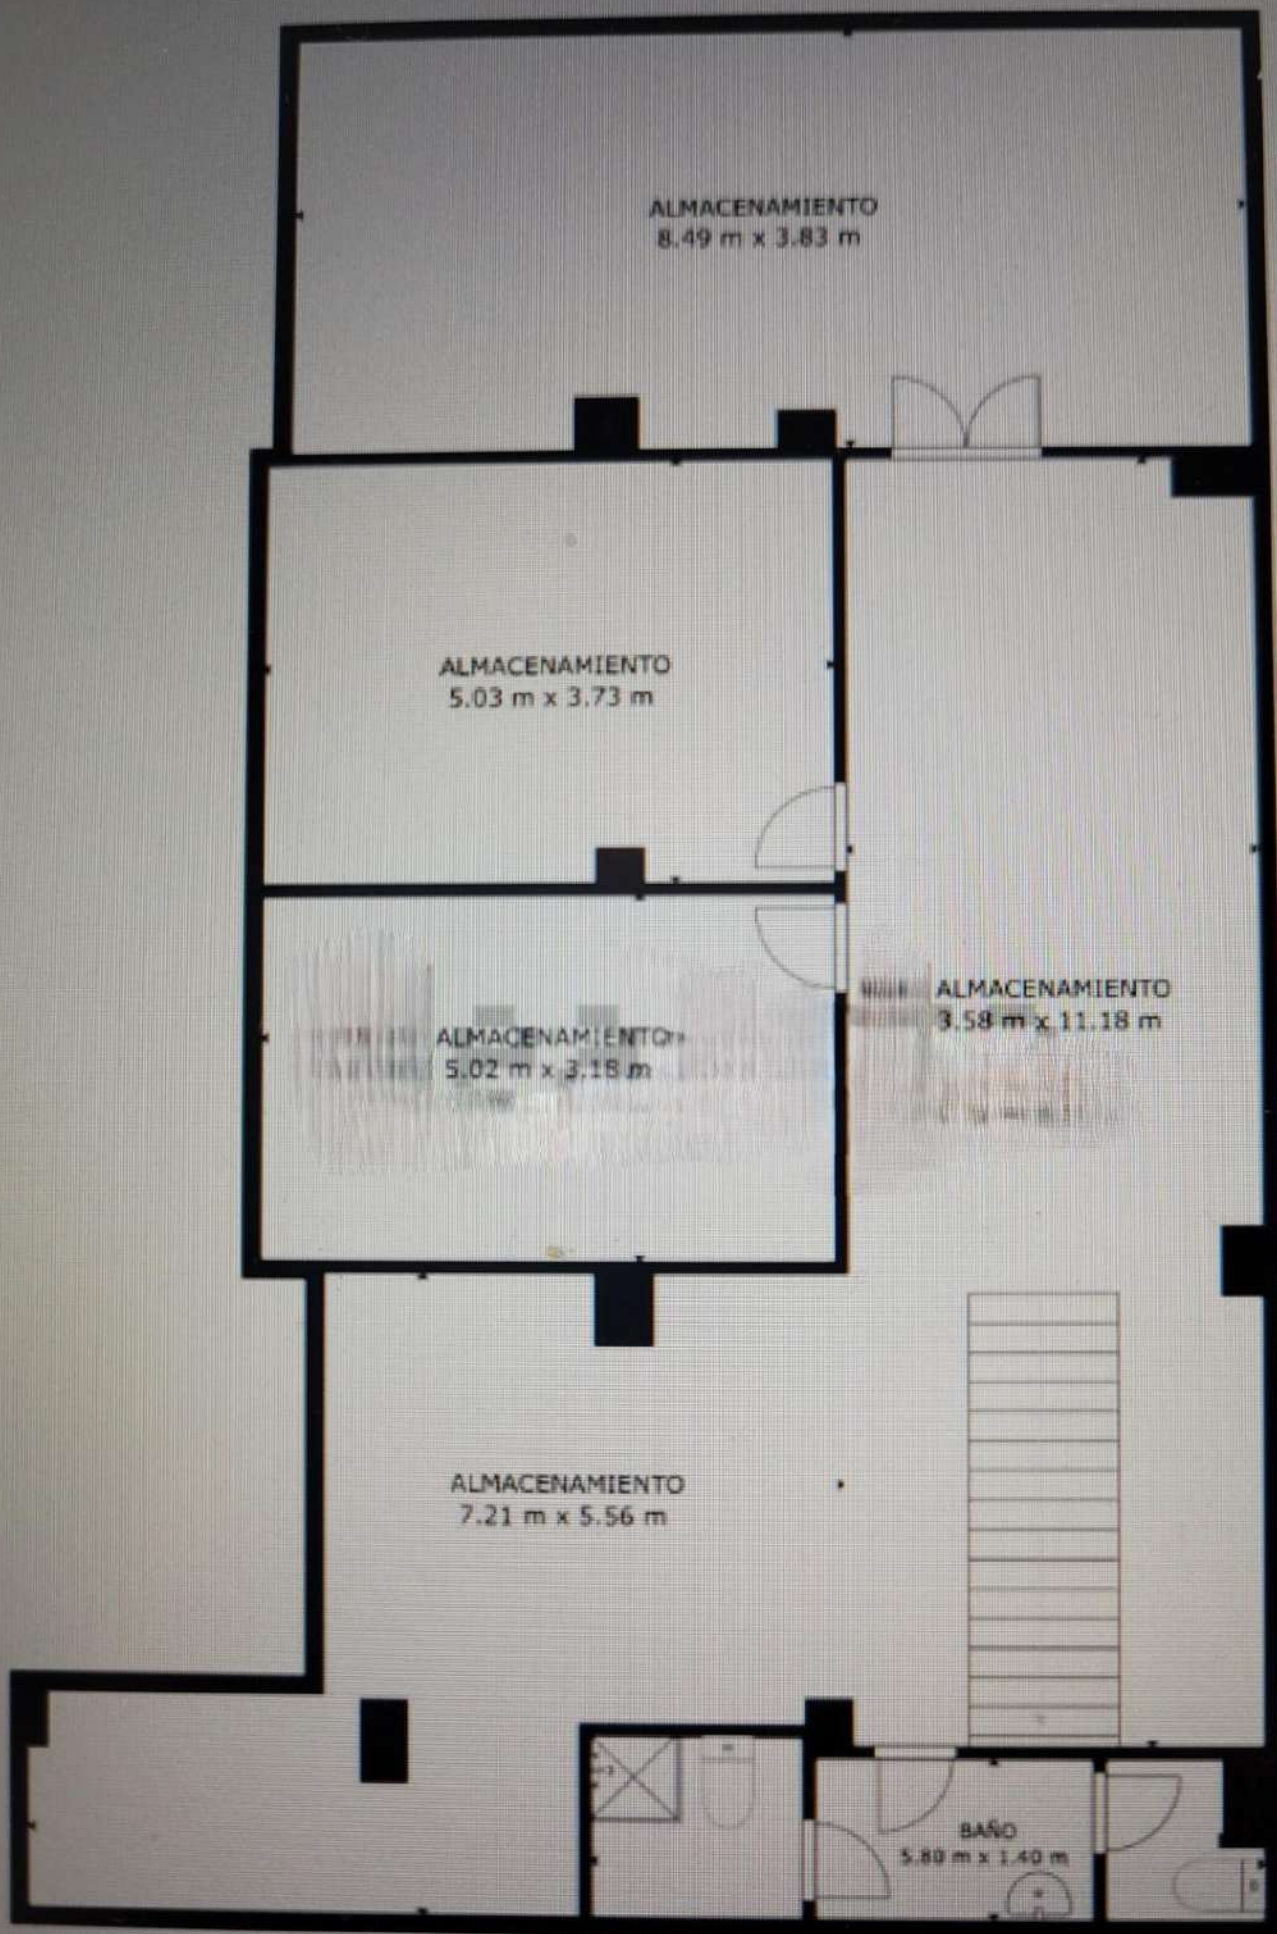 ALMACENAMIENTO
8.49 m x 3.83 m
ALMACENAMIENTO
5.03 m x 3.73 m
ALMACENAMIENTO
3.58 m x 11.18 m
ALMACENAMIENTO
5.02 m x 3.18 m
ALMACENAMIENTO
7.21 m x 5.56 m
BAÑO
5.80 m x 1.40 m